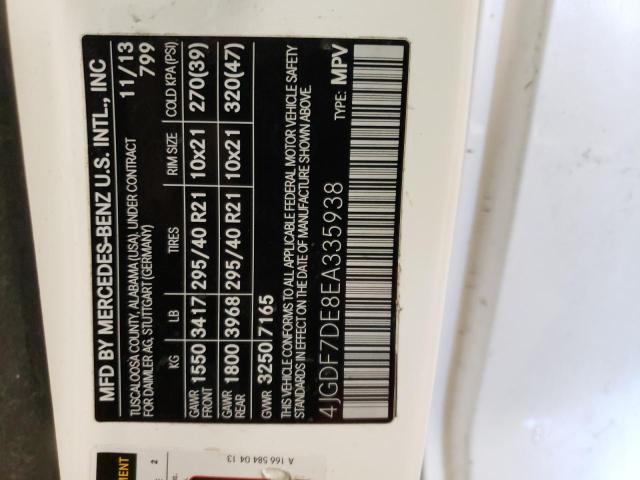 MFD BY MERCEDES-BENZ U.S. INTL., INC
TUSCALOOSA COUNTY, ALABAMA (USA), UNDER CONTRACT
FOR DAIMLER AG, STUTTGART (GERMANY)
11/13
799
KG LB TIRES RIM SIZE COLD KPA (PSI)
GAWR FRONT 1550 3417 295/40 R21 10x21 270(39)
GAWR REAR 1800 3968 295/40 R21 10x21 320(47)
GVWR 3250 7165
THIS VEHICLE CONFORMS TO ALL APPLICABLE FEDERAL MOTOR VEHICLE SAFETY
STANDARDS IN EFFECT ON THE DATE OF MANUFACTURE SHOWN ABOVE.
4JGDF7DE8EA335938 TYPE: MPV
A 166 584 04 13
2